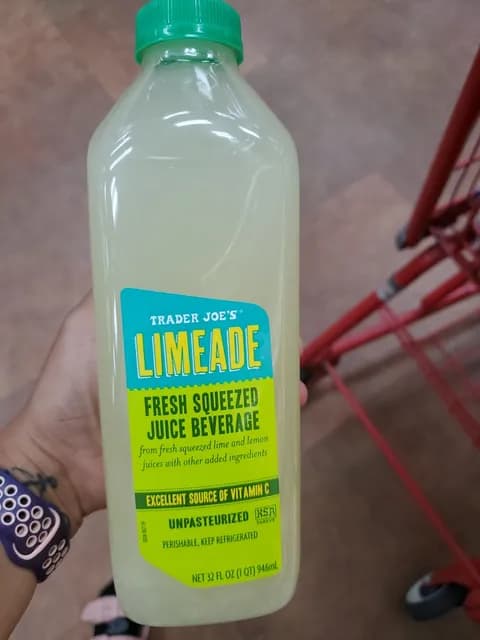 TRADER JOE'S
LIMEADE
FRESH SQUEEZED
JUICE BEVERAGE
from fresh squeezed lime and lemon
juices with other added ingredients
EXCELLENT SOURCE OF VITAMIN C
UNPASTEURIZED
KSA
PERISHABLE, KEEP REFRIGERATED
NET 32 FL OZ (1 QT) 946mL